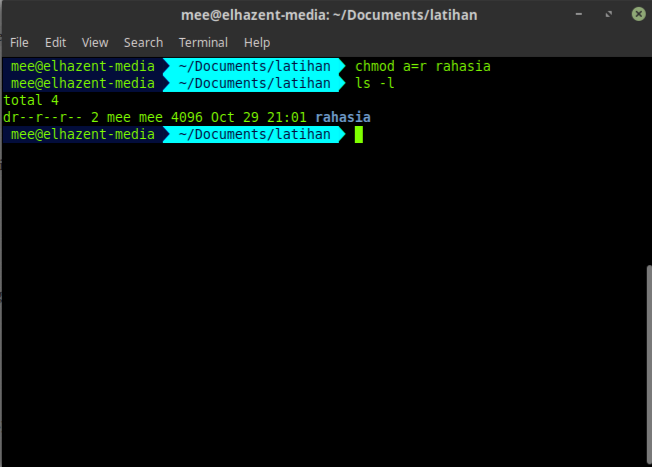 mee@elhazent-media: ~/Documents/latihan
File Edit View Search Terminal Help
mee@elhazent-media ~/Documents/latihan chmod a=r rahasia
mee@elhazent-media ~/Documents/latihan ls -l
total 4
dr--r--r-- 2 mee mee 4096 Oct 29 21:01 rahasia
mee@elhazent-media ~/Documents/latihan